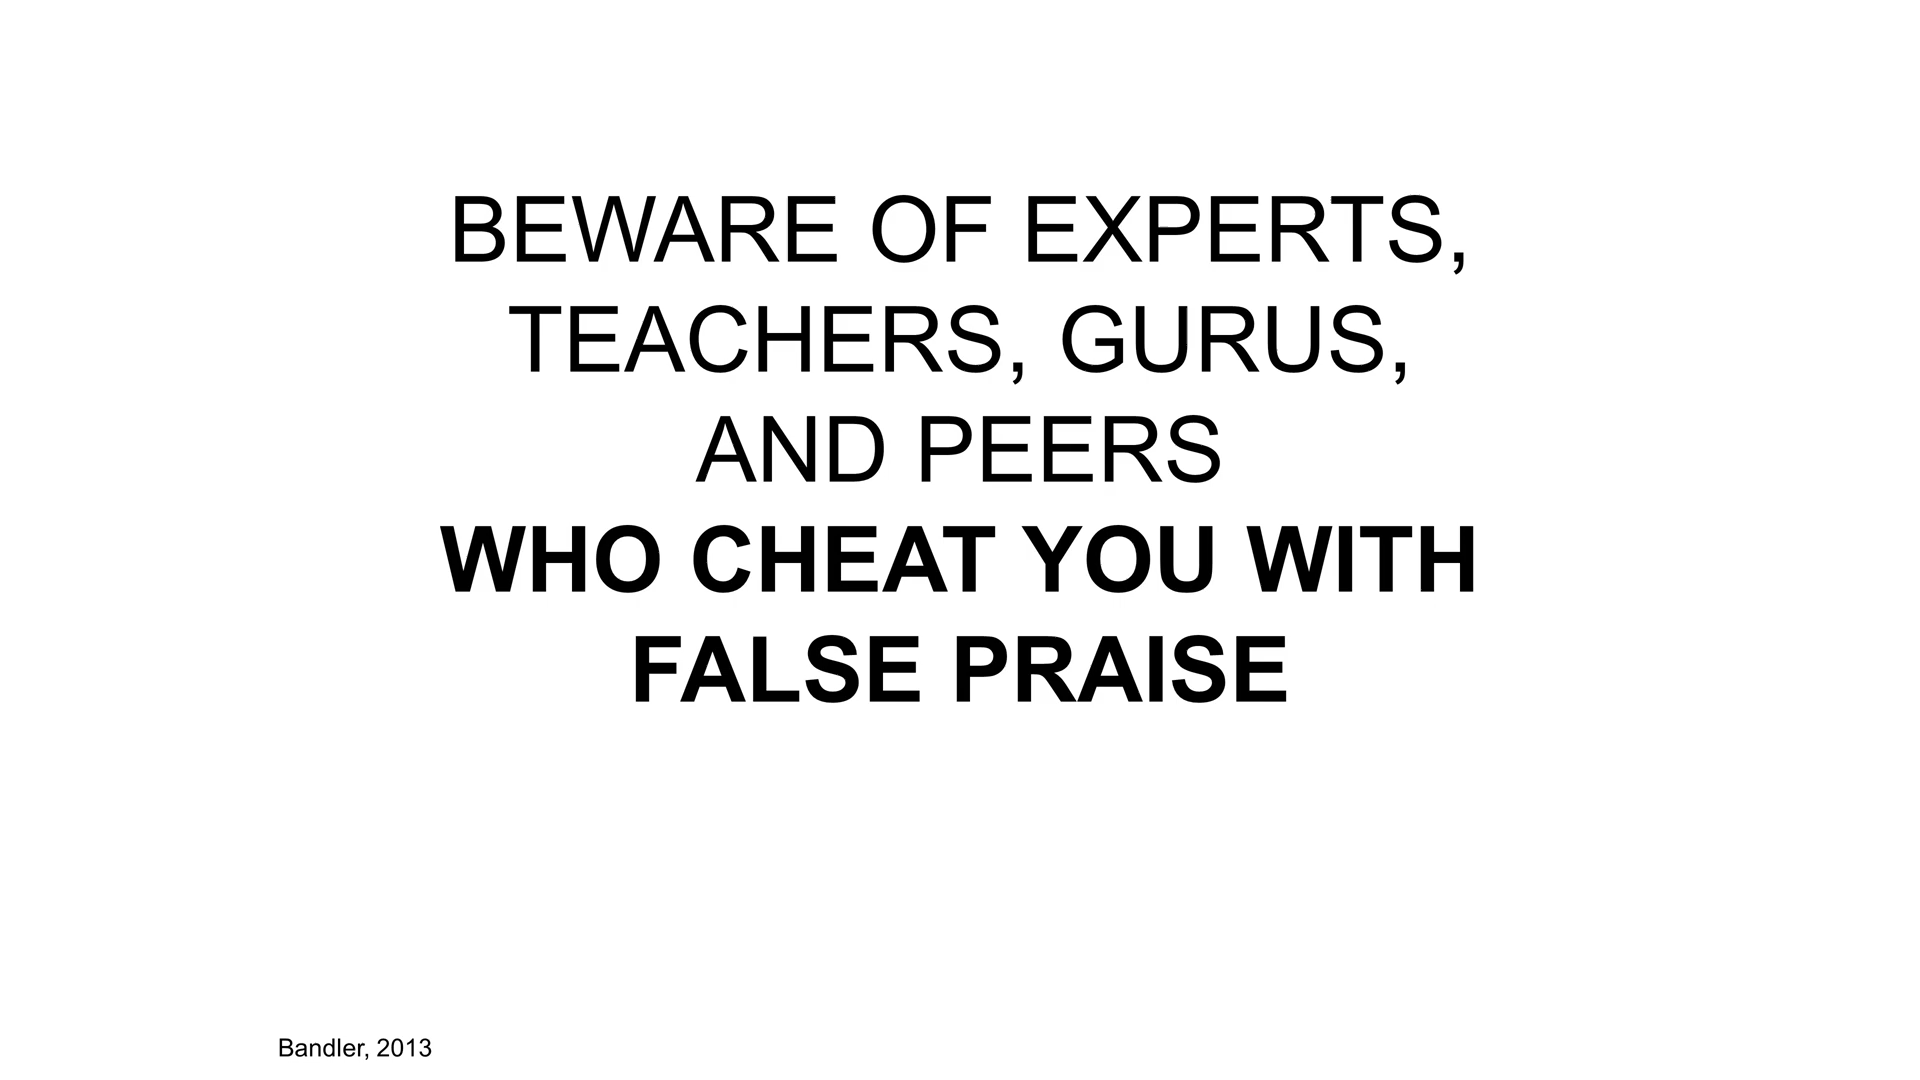 BEWARE OF EXPERTS,
TEACHERS, GURUS,
AND PEERS
WHO CHEAT YOU WITH
FALSE PRAISE
Bandler, 2013